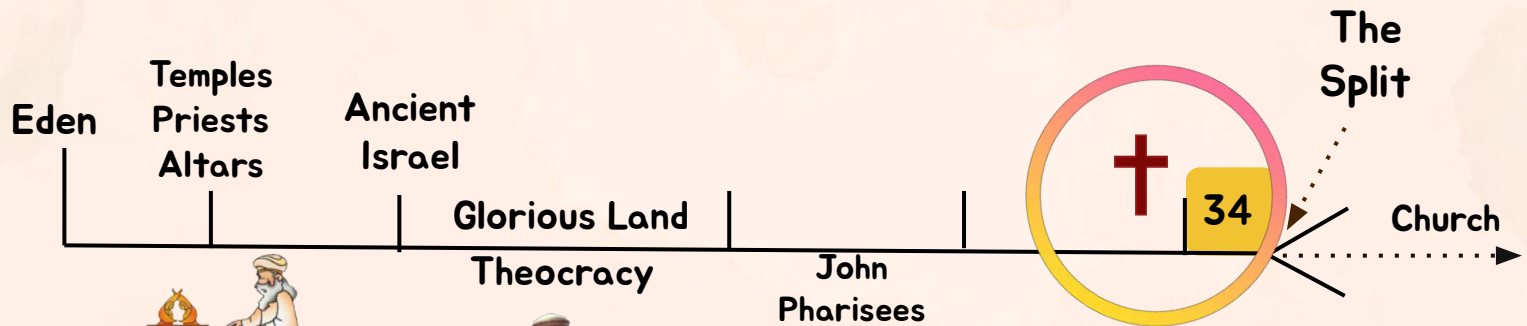 The
Split
Temples
Priests
Altars
Eden
Ancient
Israel
34
Glorious Land
Church
Theocracy
John
Pharisees